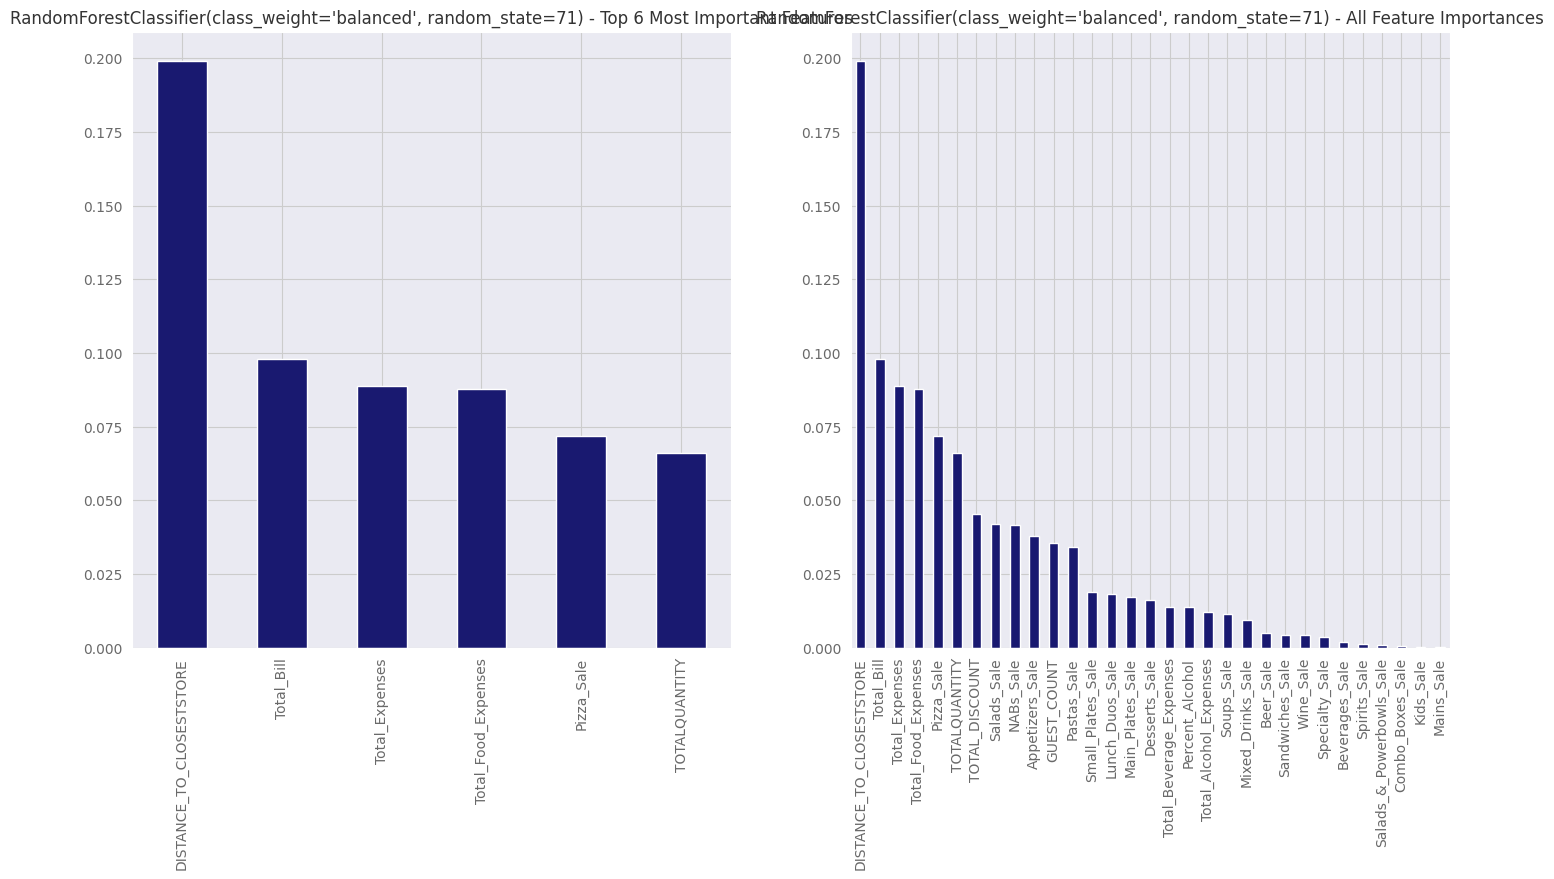 RandomForestClassifier(class_weight='balanced', random_state=71) - Top 6 Most Important Features
0.200
0.175
0.150
0.125
0.100
0.075
0.050
0.025
0.000
DISTANCE_TO_CLOSESTSTORE
Total_Bill
Total_Expenses
Total_Food_Expenses
Pizza_Sale
TOTALQUANTITY
RandomForestClassifier(class_weight='balanced', random_state=71) - All Feature Importances
0.200
0.175
0.150
0.125
0.100
0.075
0.050
0.025
0.000
DISTANCE_TO_CLOSESTSTORE
Total_Bill
Total_Expenses
Total_Food_Expenses
Pizza_Sale
TOTALQUANTITY
TOTAL_DISCOUNT
Salads_Sale
NABs_Sale
Appetizers_Sale
GUEST_COUNT
Pastas_Sale
Small_Plates_Sale
Lunch_Duos_Sale
Main_Plates_Sale
Desserts_Sale
Total_Beverage_Expenses
Percent_Alcohol
Total_Alcohol_Expenses
Soups_Sale
Mixed_Drinks_Sale
Beer_Sale
Sandwiches_Sale
Wine_Sale
Specialty_Sale
Beverages_Sale
Spirits_Sale
Salads_&_Powerbowls_Sale
Combo_Boxes_Sale
Kids_Sale
Mains_Sale